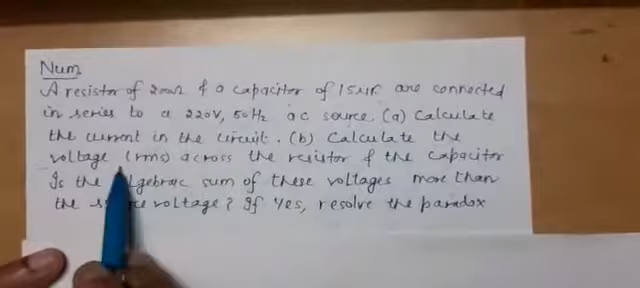 Num
A resistor of 200Ω & a capacitor of 15μF are connected
in series to a 220V, 50Hz ac source. (a) Calculate
the current in the circuit. (b) Calculate the
voltage (rms) across the resistor & the capacitor
Is the algebraic sum of these voltages more than
the voltage? If Yes, resolve the paradox